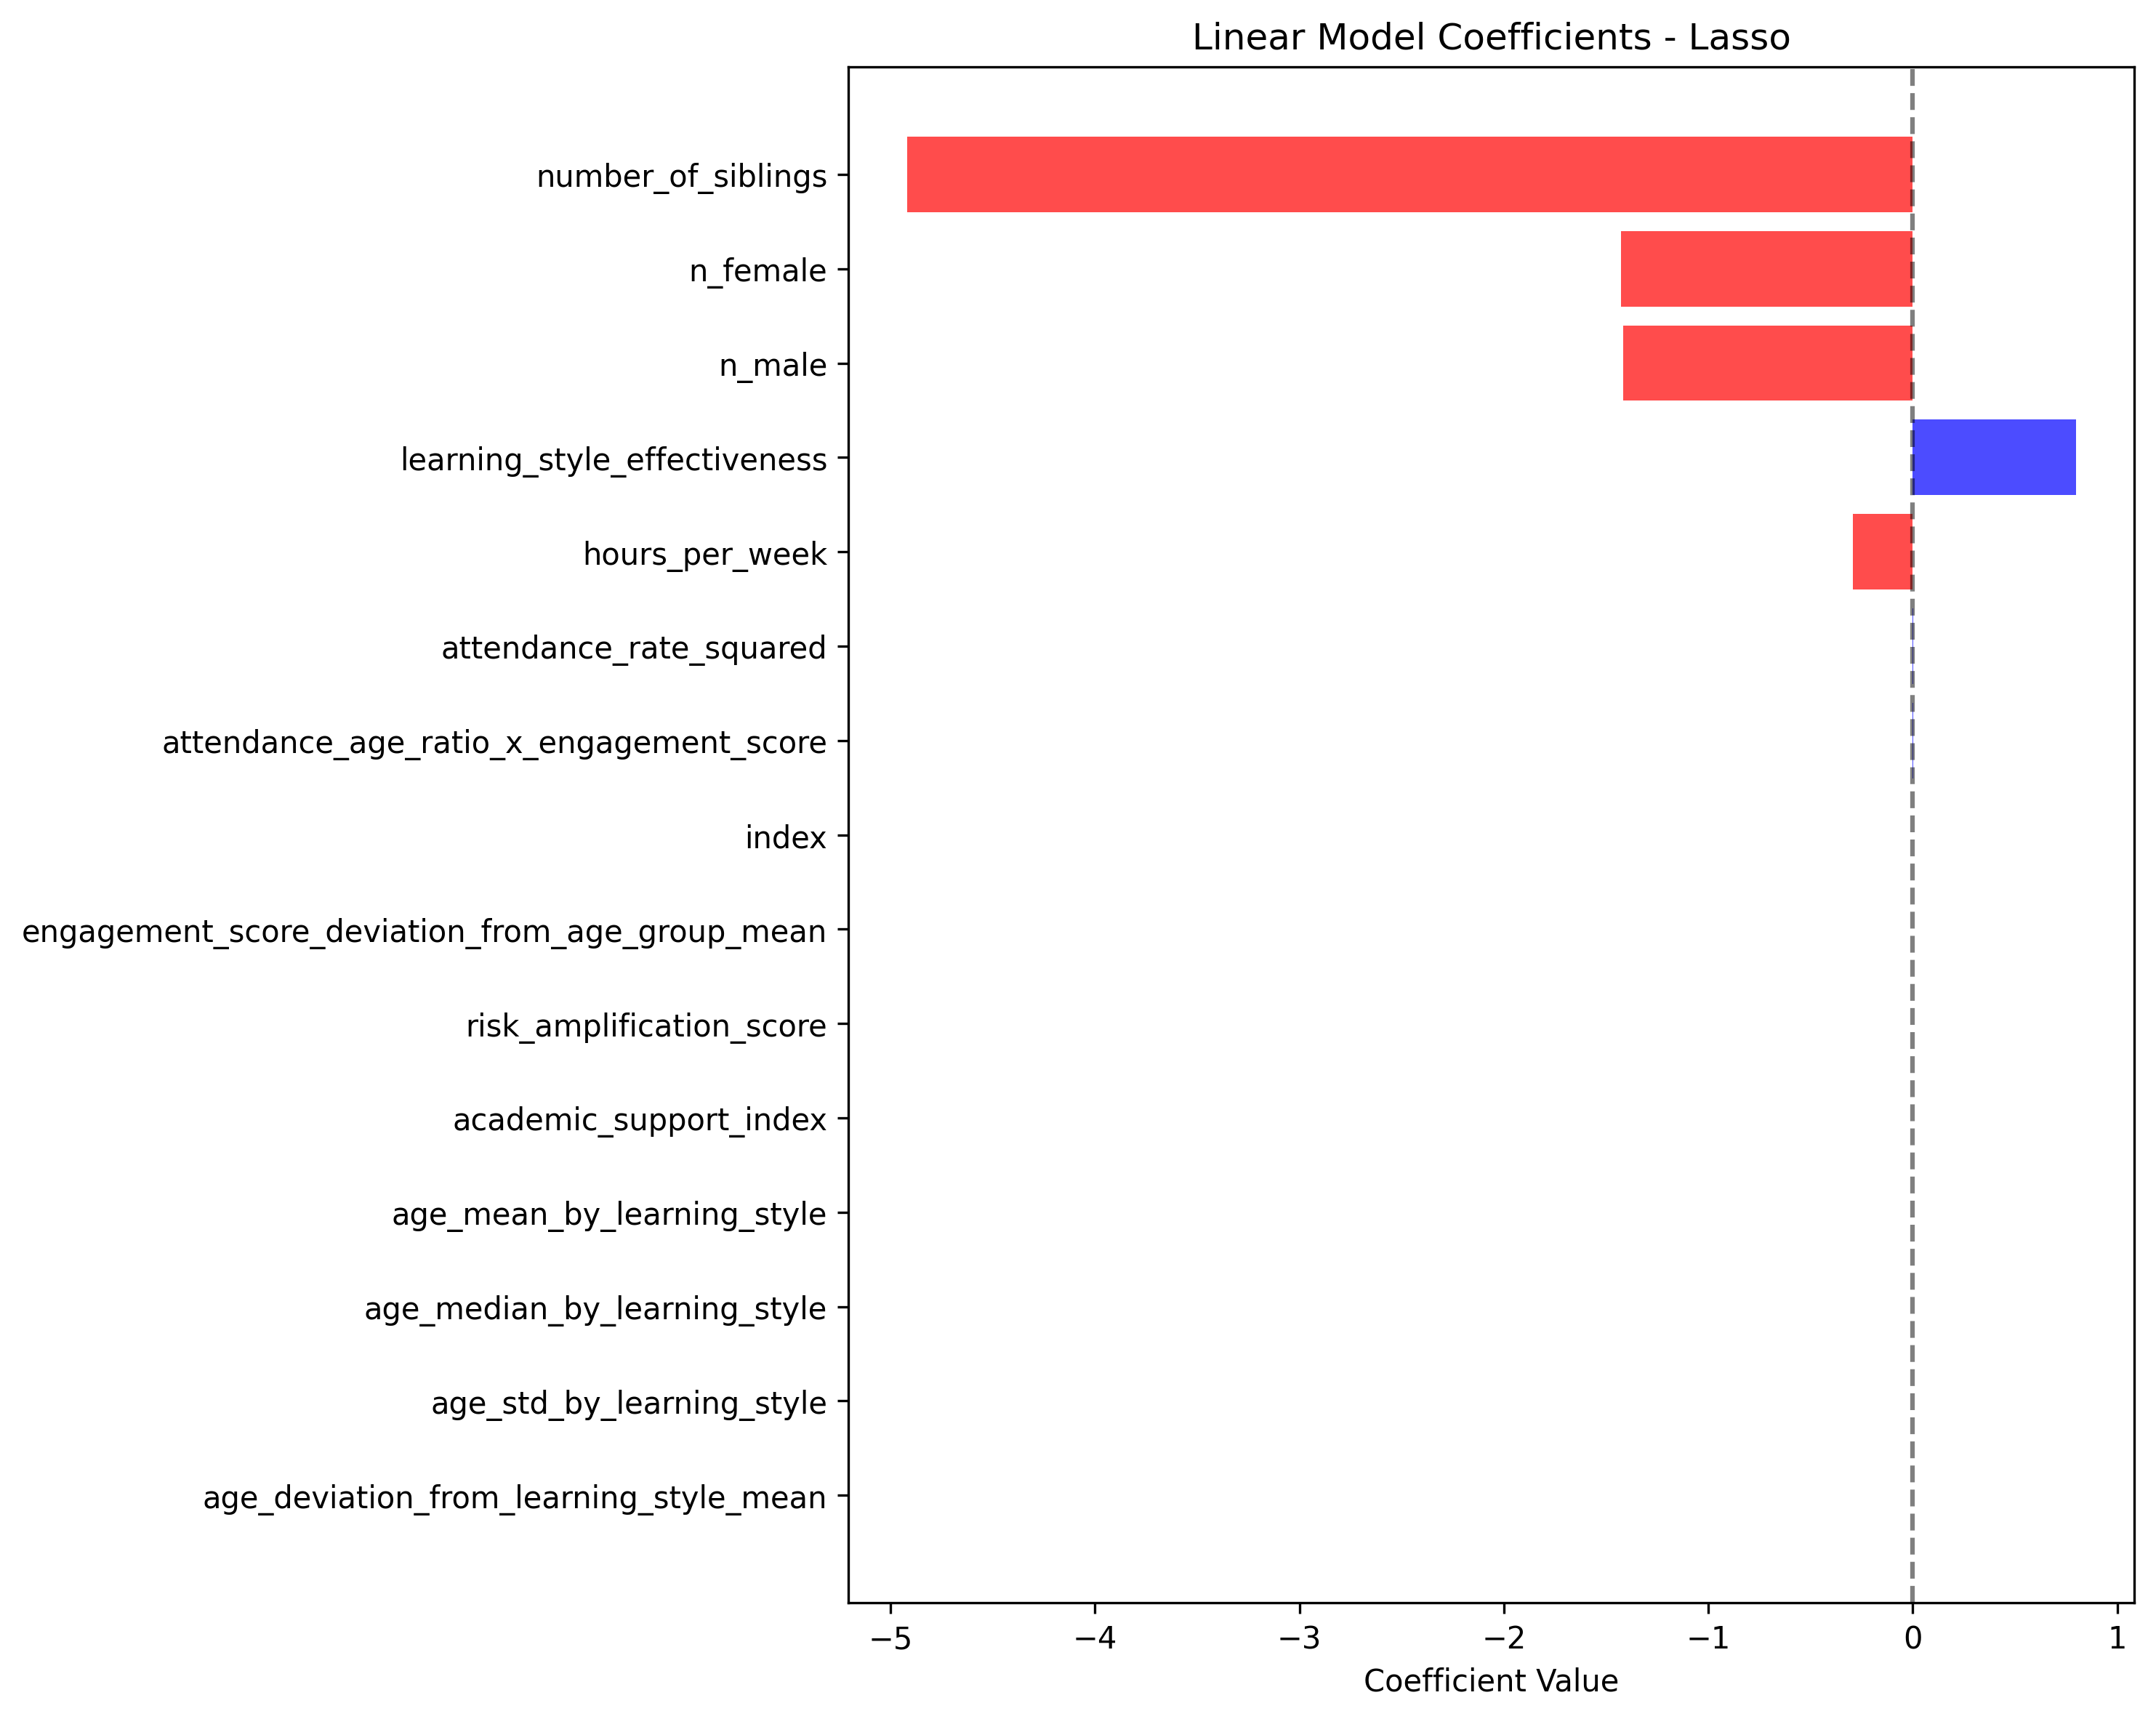 Linear Model Coefficients - Lasso
number_of_siblings
n_female
n_male
learning_style_effectiveness
hours_per_week
attendance_rate_squared
attendance_age_ratio_x_engagement_score
index
engagement_score_deviation_from_age_group_mean
risk_amplification_score
academic_support_index
age_mean_by_learning_style
age_median_by_learning_style
age_std_by_learning_style
age_deviation_from_learning_style_mean
−5 −4 −3 −2 −1 0 1
Coefficient Value